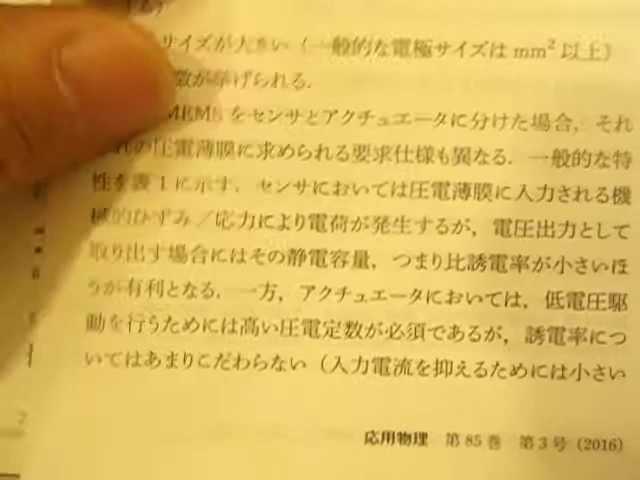 サイズが大きい(一般的な電極サイズは mm² 以上)
数が挙げられる.
MEMS をセンサとアクチュエータに分けた場合,それ
の圧電薄膜に求められる要求仕様も異なる.一般的な特
性を表 1 に示す.センサにおいては圧電薄膜に入力される機
械的ひずみ/応力により電荷が発生するが,電圧出力として
取り出す場合にはその静電容量,つまり比誘電率が小さいほ
うが有利となる.一方,アクチュエータにおいては,低電圧駆
動を行うためには高い圧電定数が必須であるが,誘電率につ
いてはあまりこだわらない(入力電流を抑えるためには小さい
応用物理 第 85 巻 第 3 号 (2016)